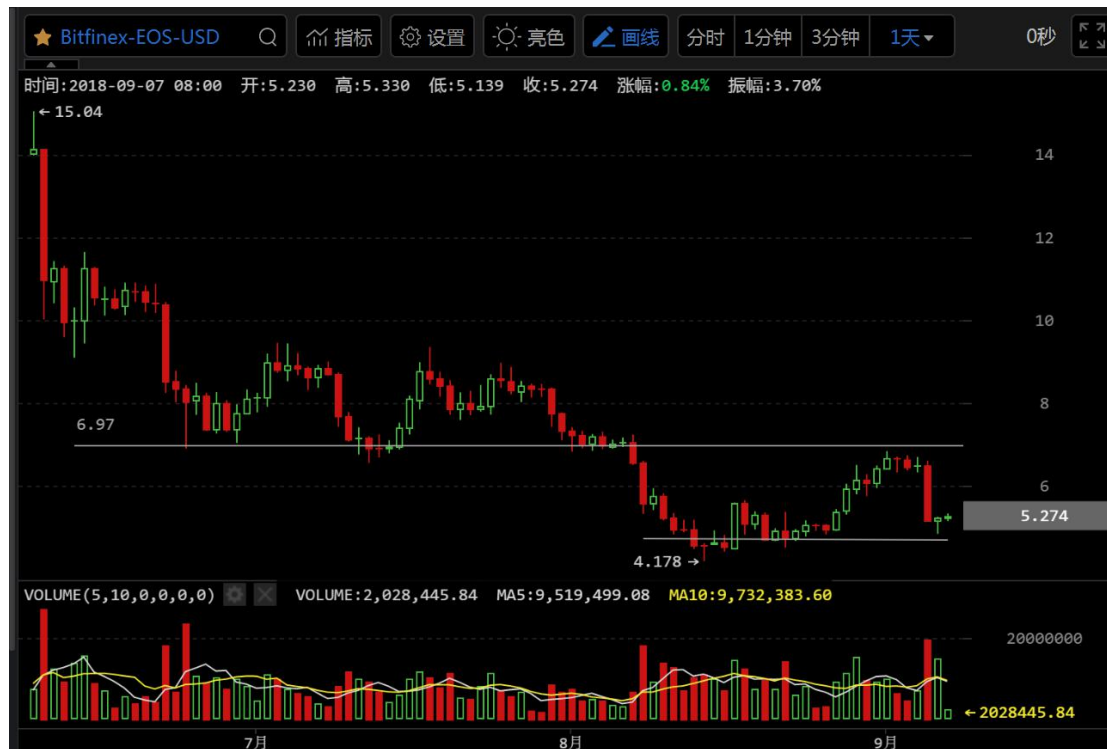 Bitfinex-EOS-USD 指标 设置 亮色 画线 分时 1分钟 3分钟 1天 0秒
时间:2018-09-07 08:00 开:5.230 高:5.330 低:5.139 收:5.274 涨幅:0.84% 振幅:3.70%
←15.04
14
12
10
8
6.97
6
5.274
4.178→
VOLUME(5,10,0,0,0,0) VOLUME:2,028,445.84 MA5:9,519,499.08 MA10:9,732,383.60
20000000
←2028445.84
7月 8月 9月